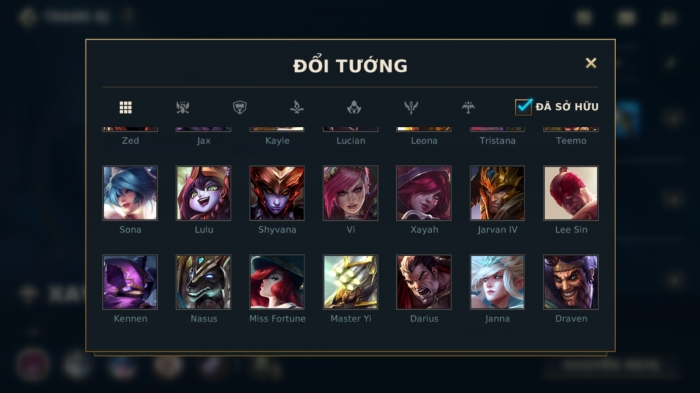 ĐỔI TƯỚNG
ĐÃ SỞ HỮU
Zed Jax Kayle Lucian Leona Tristana Teemo
Sona Lulu Shyvana Vi Xayah Jarvan IV Lee Sin
Kennen Nasus Miss Fortune Master Yi Darius Janna Draven